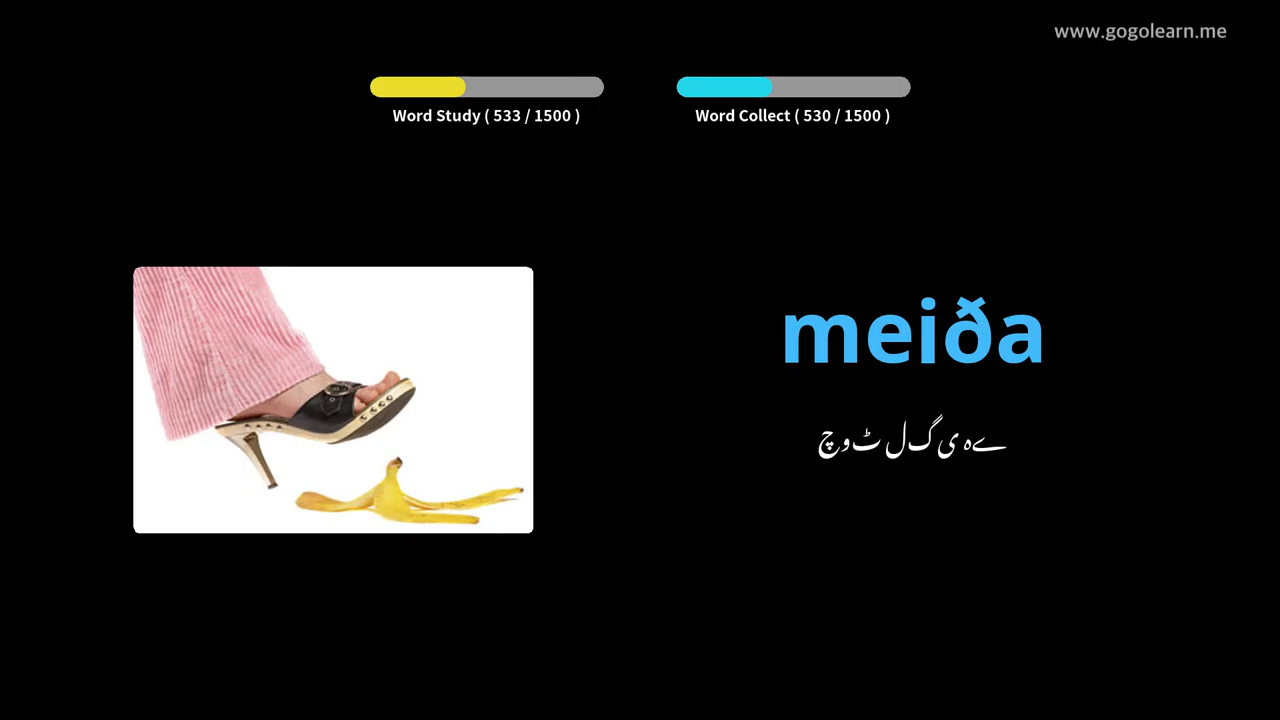 www.gogolearn.me
Word Study ( 533 / 1500 )
Word Collect ( 530 / 1500 )
meiða
چوٹ لگی ہے